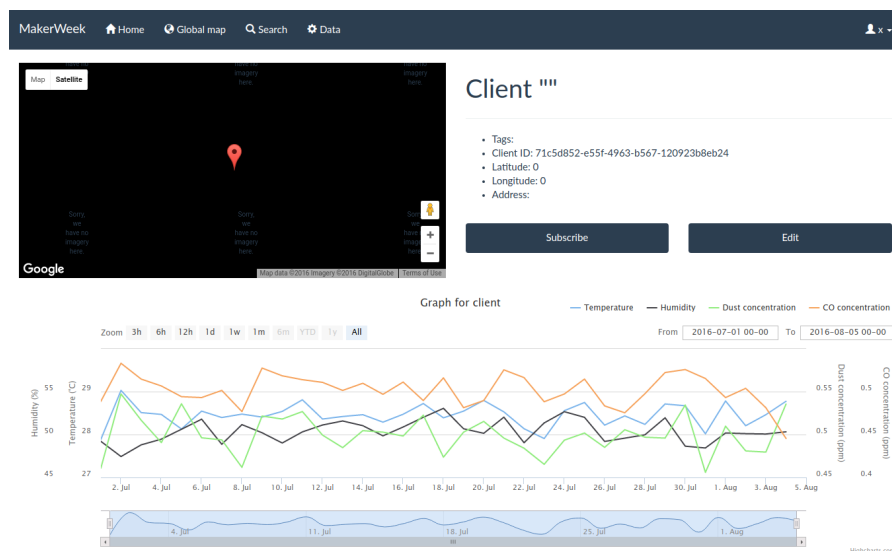 MakerWeek Home Global map Search Data x
Map Satellite
have no
imagery
here.
have no
imagery
here.
Client ""
Tags:
Client ID: 71c5d852-e55f-4963-b567-120923b8eb24
Latitude: 0
Longitude: 0
Address:
Sorry,
we
have no
imagery
here.
Sorry,
we
have no
imagery
here.
Sorry,
we
have no
Subscribe Edit
Google Map data ©2016 Imagery ©2016 DigitalGlobe Terms of Use
Graph for client
Temperature Humidity Dust concentration CO concentration
Zoom 3h 6h 12h 1d 1w 1m 6m YTD 1y All
From 2016-07-01 00-00 To 2016-08-05 00-00
Humidity (%)
55
50
45
Temperature (°C)
29
28
27
Dust concentration (ppm)
0.55
0.5
0.45
CO concentration (ppm)
0.5
0.45
0.4
2. Jul 4. Jul 6. Jul 8. Jul 10. Jul 12. Jul 14. Jul 16. Jul 18. Jul 20. Jul 22. Jul 24. Jul 26. Jul 28. Jul 30. Jul 1. Aug 3. Aug 5. Aug
4. Jul 11. Jul 18. Jul 25. Jul 1. Aug